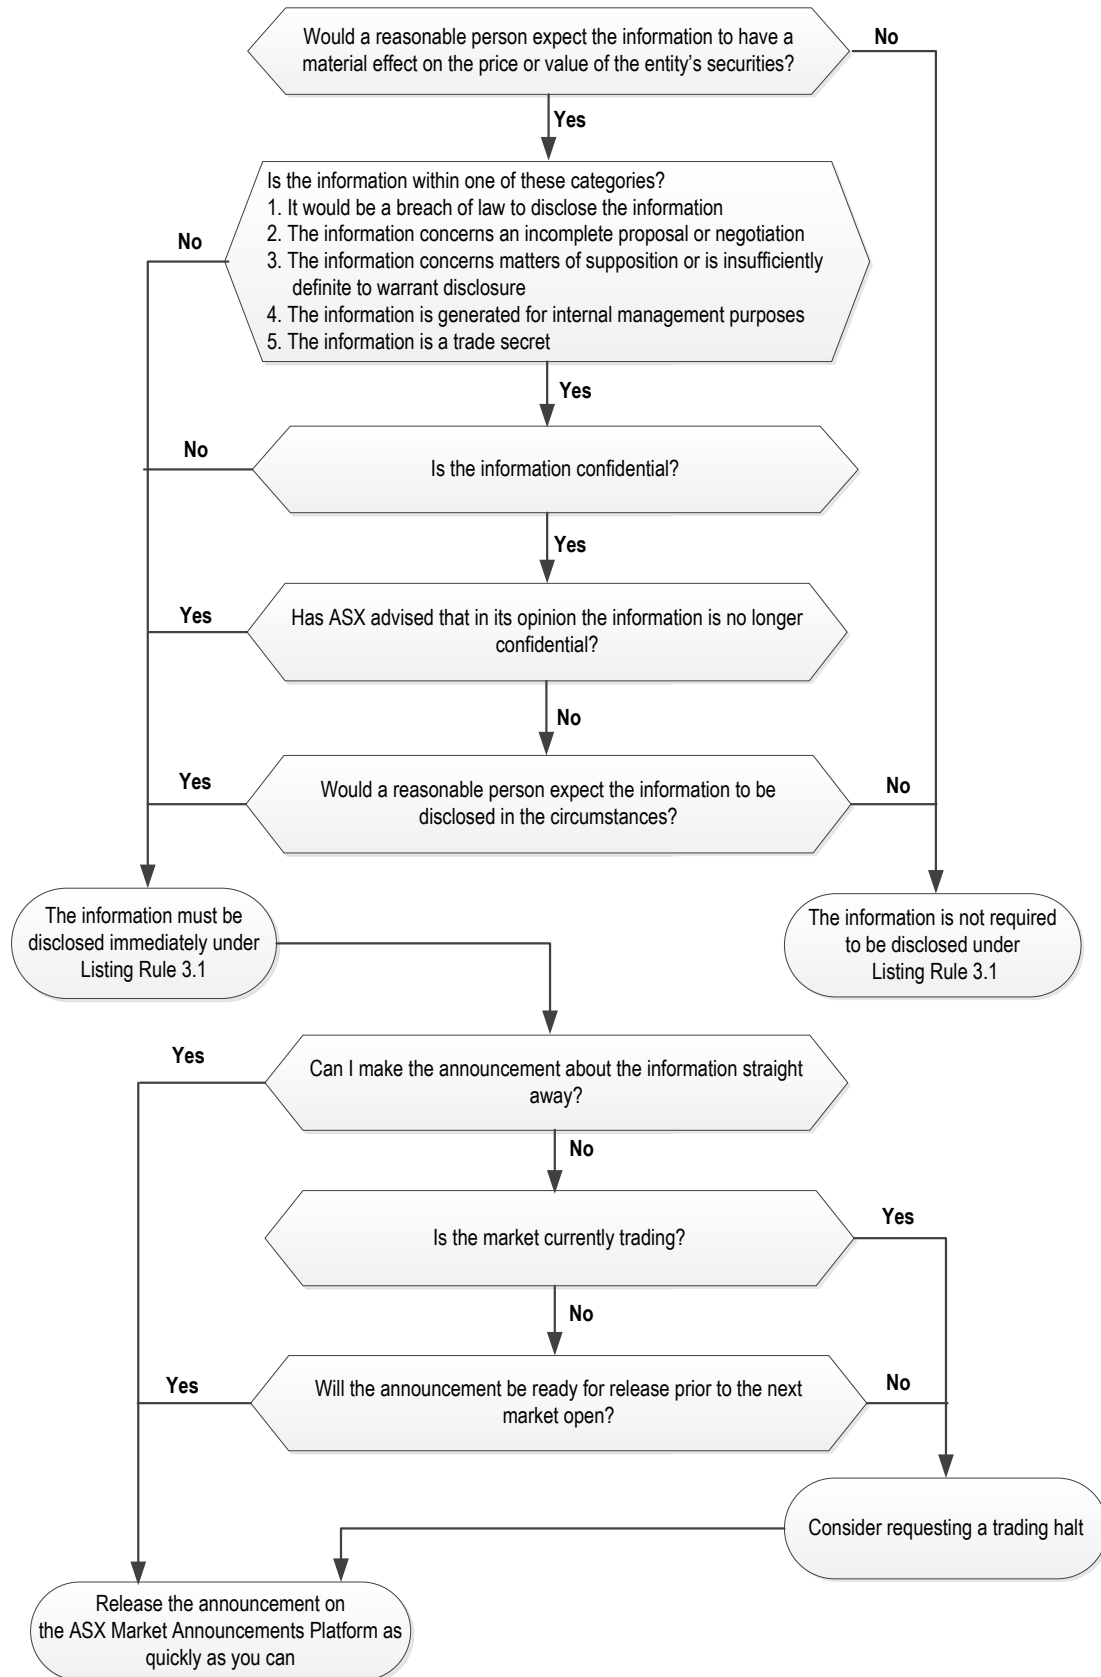 Would a reasonable person expect the information to have a
material effect on the price or value of the entity's securities?
No
Yes
Is the information within one of these categories?
1. It would be a breach of law to disclose the information
2. The information concerns an incomplete proposal or negotiation
3. The information concerns matters of supposition or is insufficiently
definite to warrant disclosure
4. The information is generated for internal management purposes
5. The information is a trade secret
No
Yes
No
Is the information confidential?
Yes
Yes
Has ASX advised that in its opinion the information is no longer
confidential?
No
Yes
Would a reasonable person expect the information to be
disclosed in the circumstances?
No
The information must be
disclosed immediately under
Listing Rule 3.1
The information is not required
to be disclosed under
Listing Rule 3.1
Yes
Can I make the announcement about the information straight
away?
No
Is the market currently trading?
Yes
No
Yes
Will the announcement be ready for release prior to the next
market open?
No
Consider requesting a trading halt
Release the announcement on
the ASX Market Announcements Platform as
quickly as you can